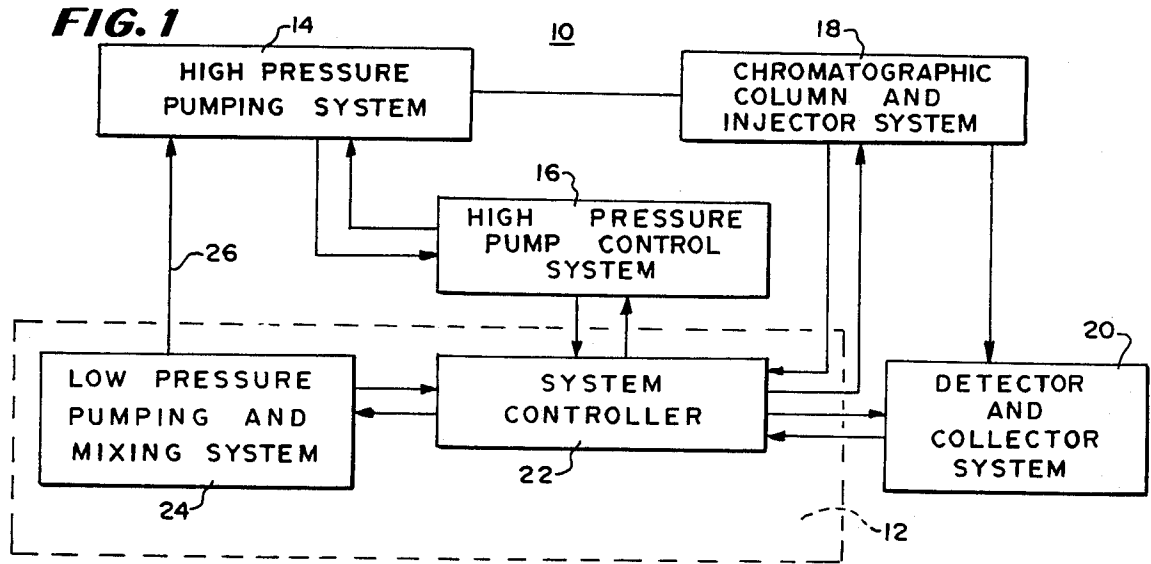 FIG. 1
14
10
18
HIGH PRESSURE
PUMPING SYSTEM
CHROMATOGRAPHIC
COLUMN AND
INJECTOR SYSTEM
16
HIGH PRESSURE
PUMP CONTROL
SYSTEM
26
20
LOW PRESSURE
PUMPING AND
MIXING SYSTEM
SYSTEM
CONTROLLER
DETECTOR
AND
COLLECTOR
SYSTEM
24
22
12